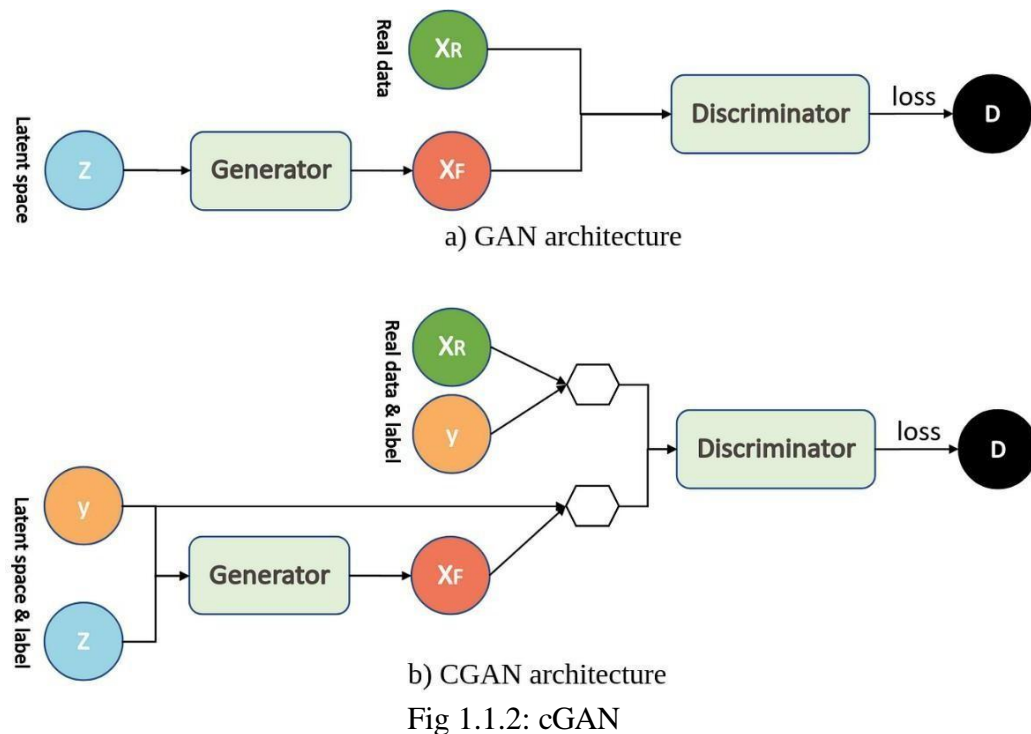 Real data
XR
Latent space
Z
Generator
XF
Discriminator
loss
D
a) GAN architecture
Real data & label
XR
y
Latent space & label
y
Z
Generator
XF
Discriminator
loss
D
b) CGAN architecture
Fig 1.1.2: cGAN